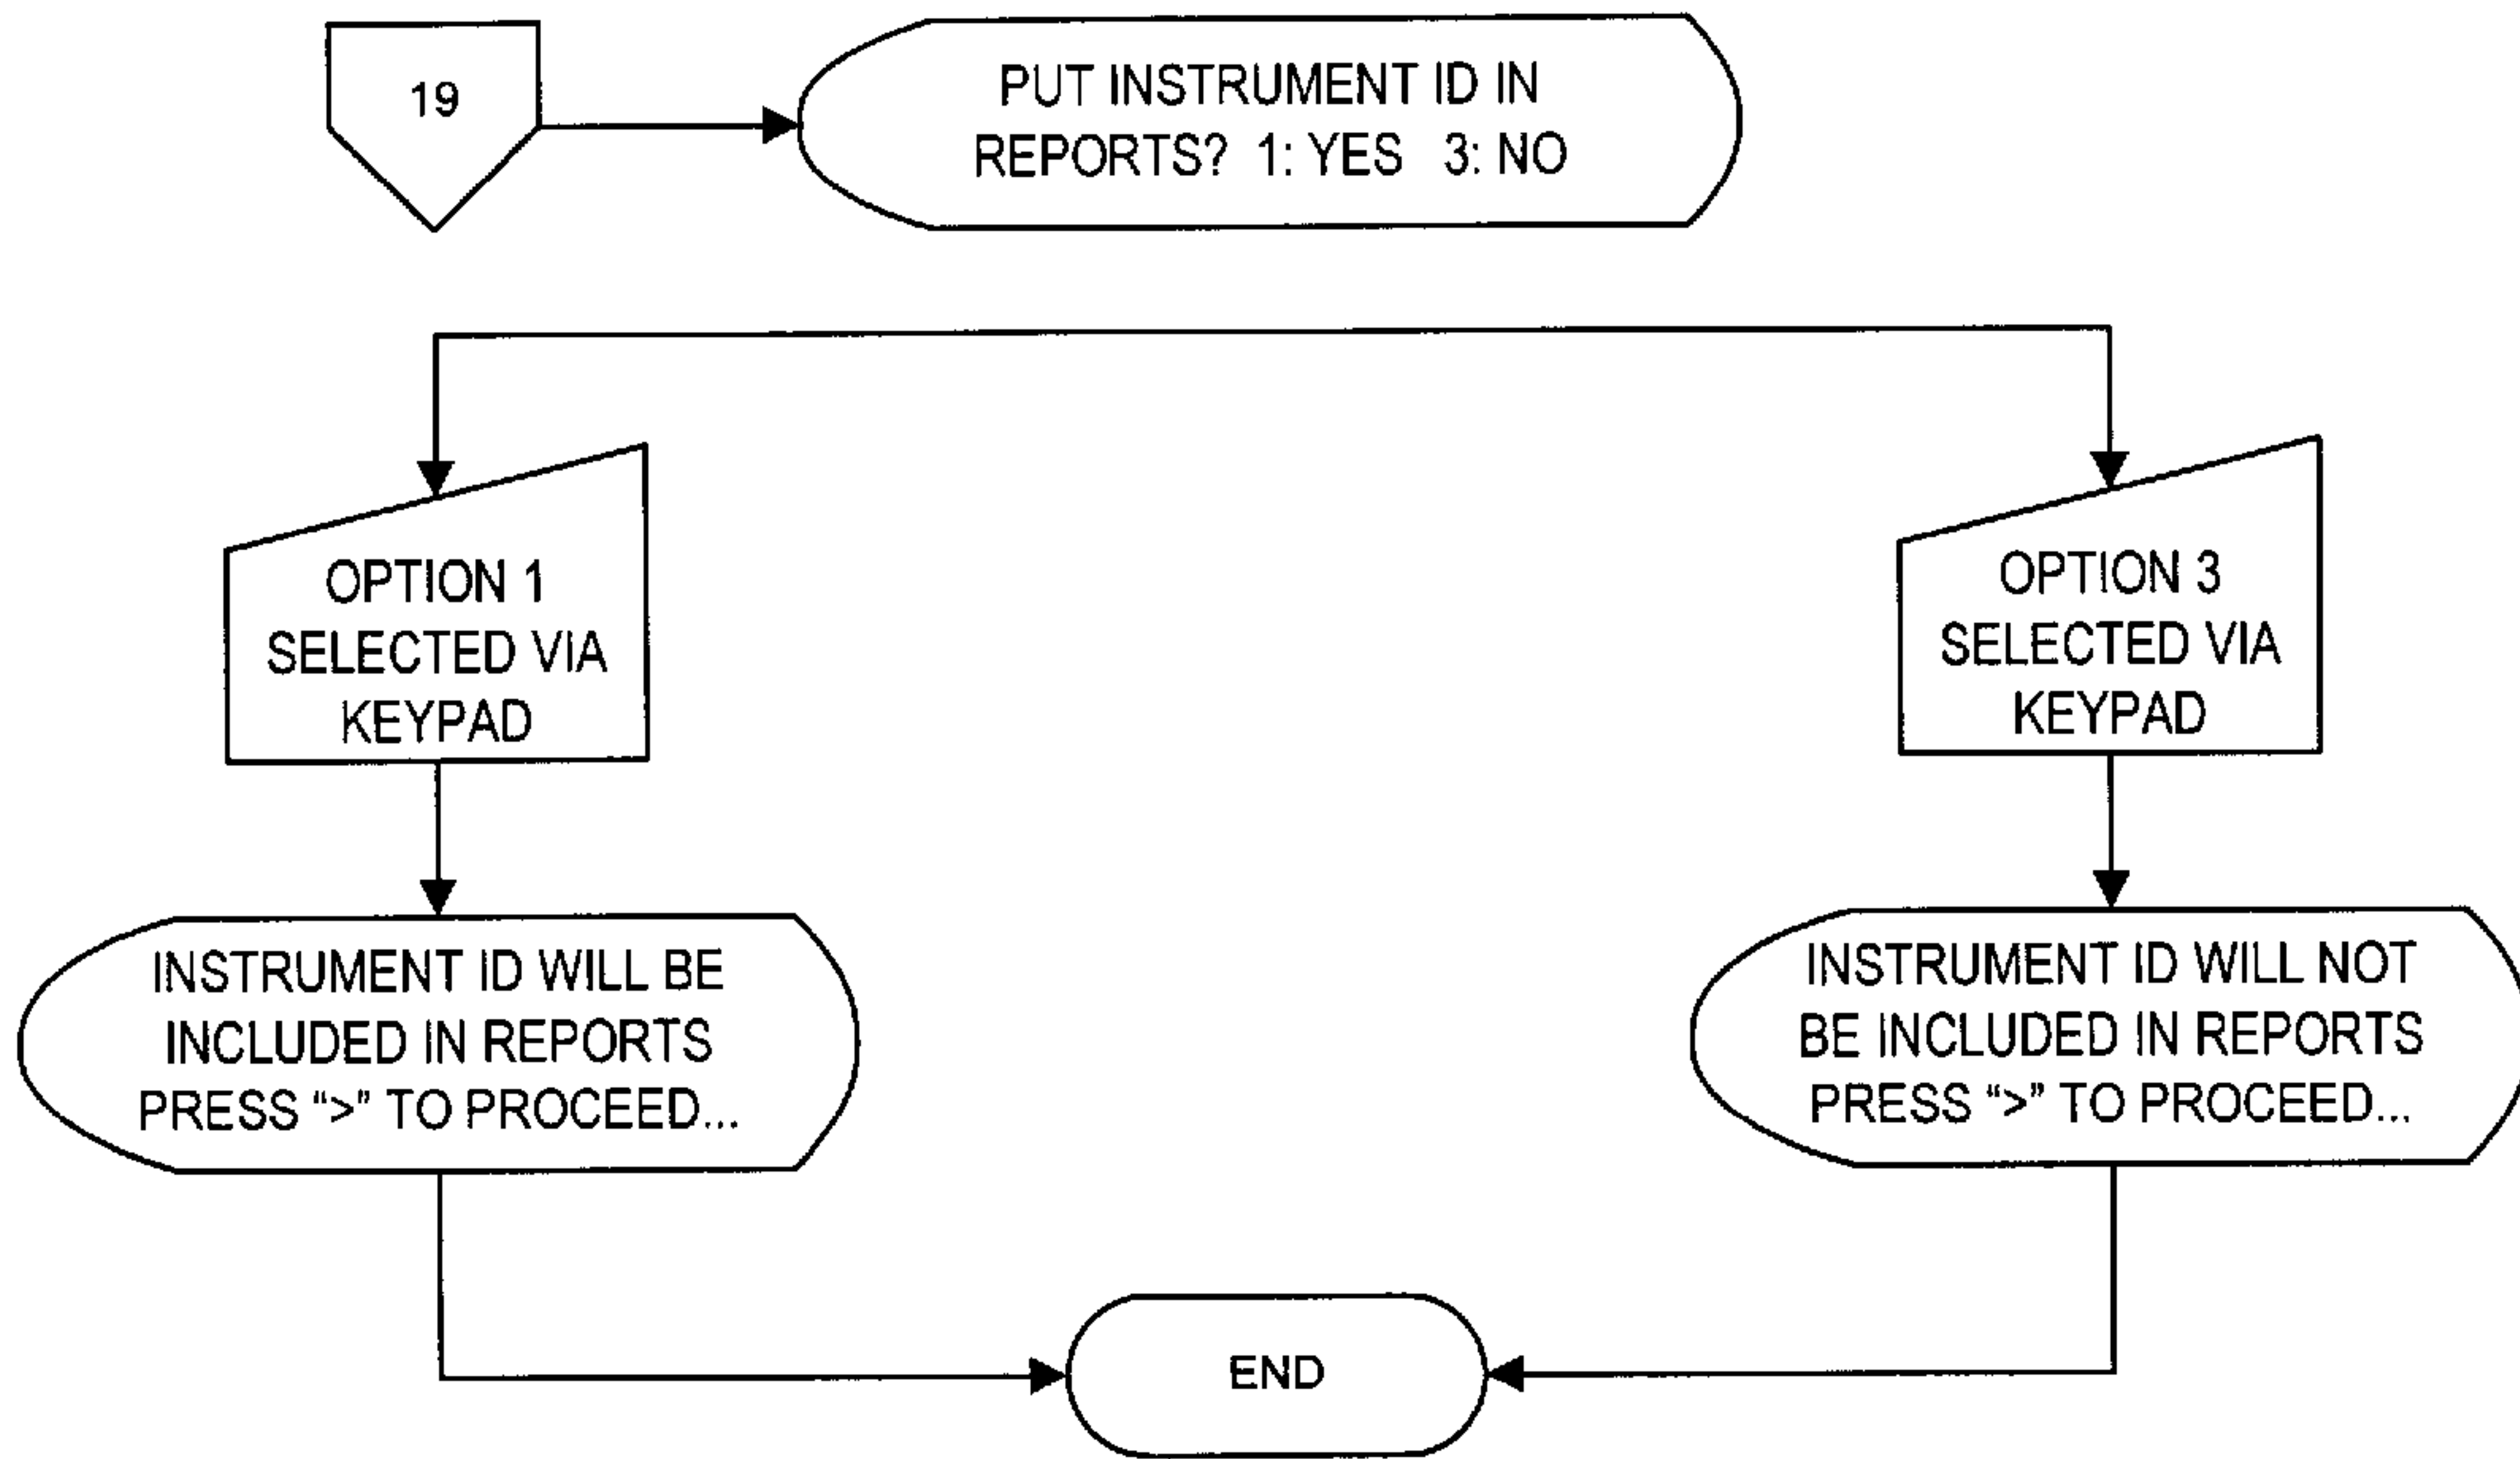 19
PUT INSTRUMENT ID IN
REPORTS? 1: YES 3: NO
OPTION 1
SELECTED VIA
KEYPAD
OPTION 3
SELECTED VIA
KEYPAD
INSTRUMENT ID WILL BE
INCLUDED IN REPORTS
PRESS “>” TO PROCEED...
INSTRUMENT ID WILL NOT
BE INCLUDED IN REPORTS
PRESS “>” TO PROCEED...
END